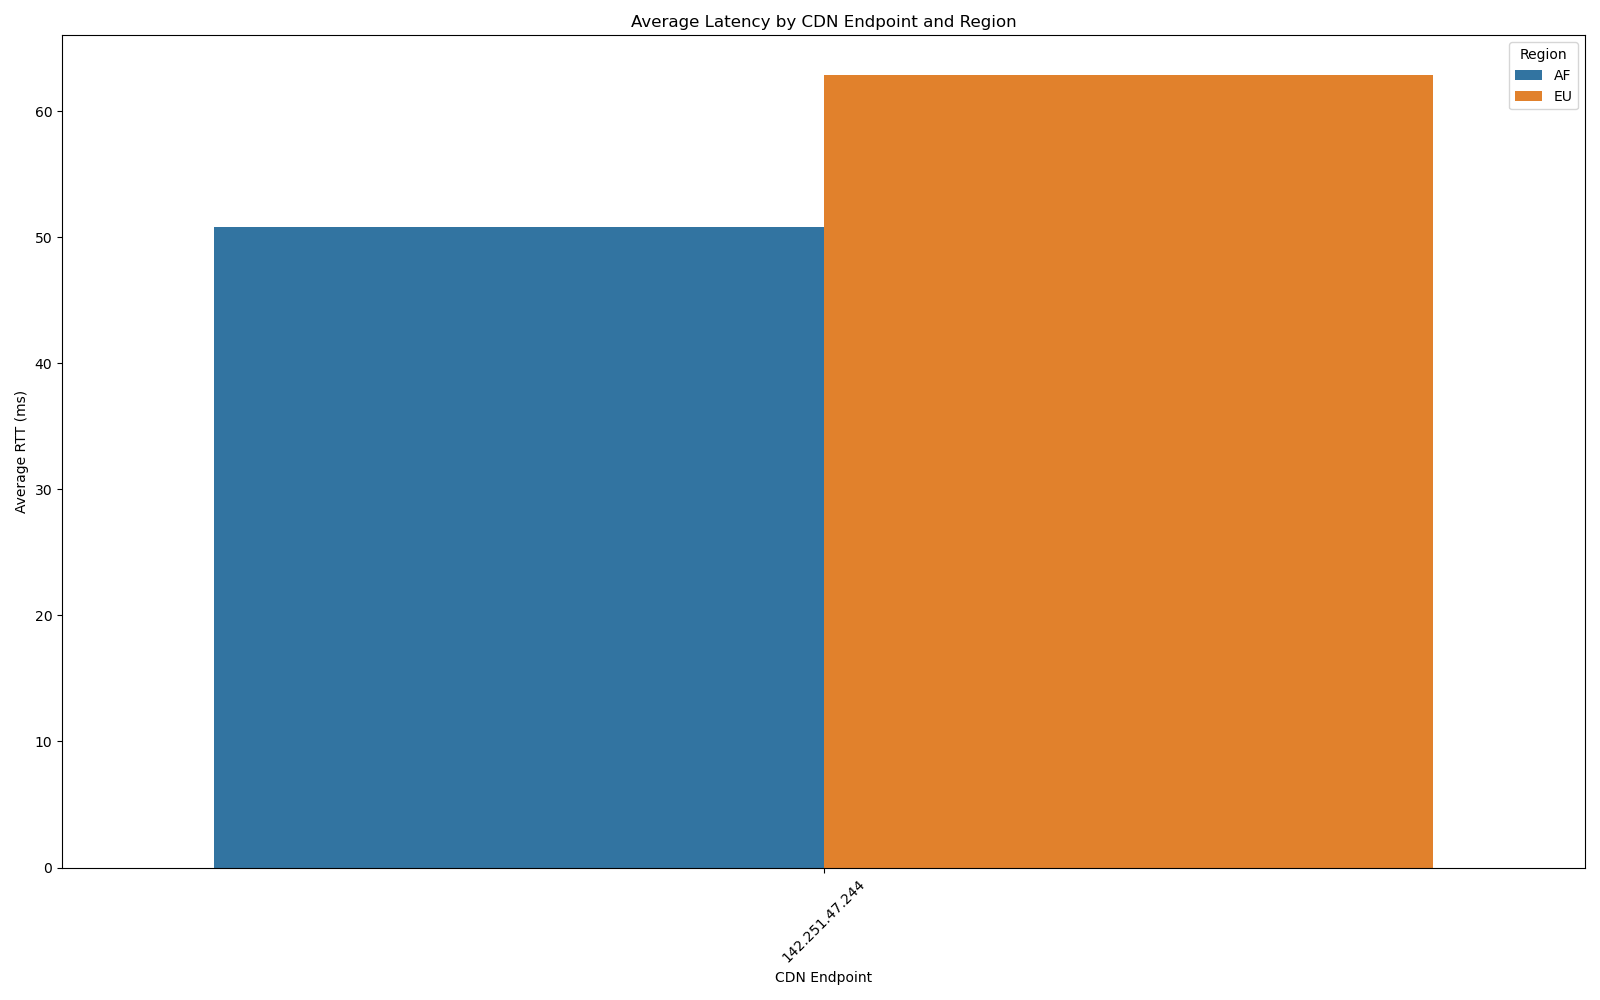 Average Latency by CDN Endpoint and Region
Region
AF
EU
60
50
40
30
20
10
0
Average RTT (ms)
142.251.47.244
CDN Endpoint